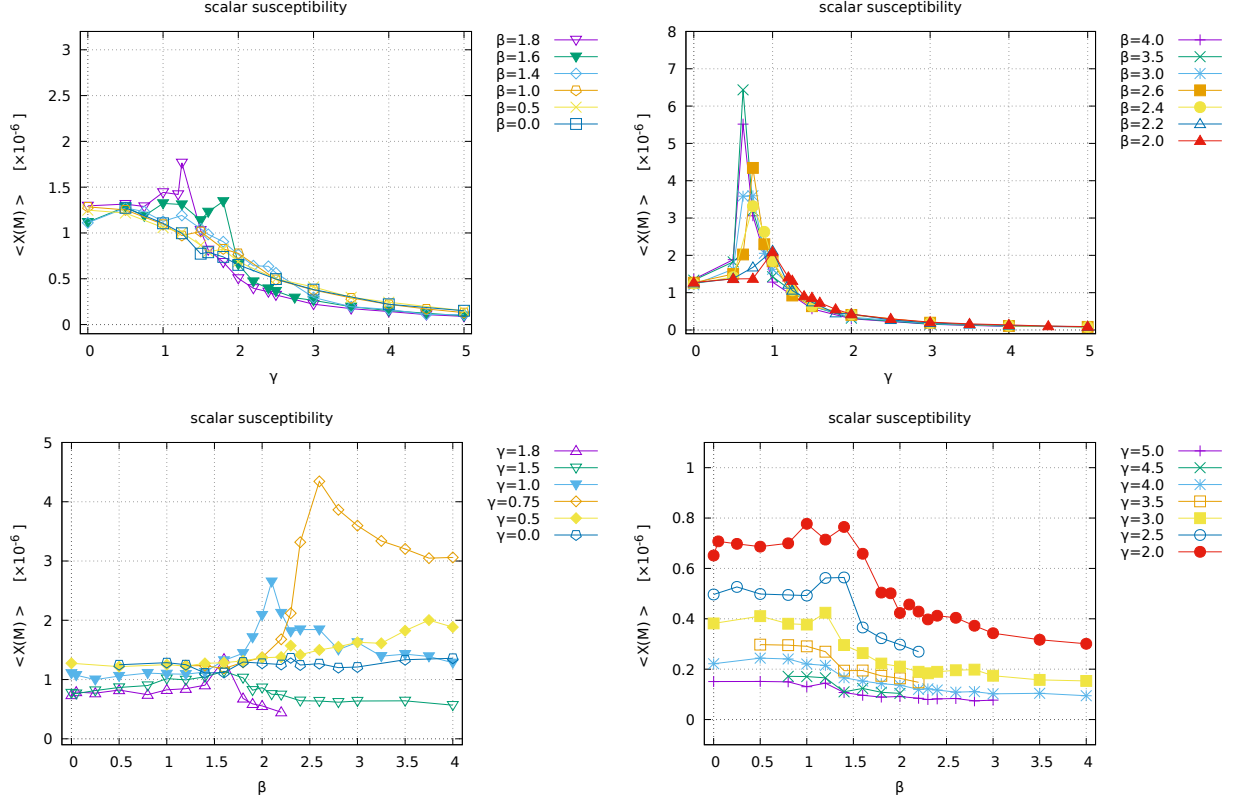 scalar susceptibility
<X(M) > [×10-6 ]
3
2.5
2
1.5
1
0.5
0
0 1 2 3 4 5
γ
β=1.8
β=1.6
β=1.4
β=1.0
β=0.5
β=0.0
scalar susceptibility
<X(M) > [×10-6 ]
8
7
6
5
4
3
2
1
0
0 1 2 3 4 5
γ
β=4.0
β=3.5
β=3.0
β=2.6
β=2.4
β=2.2
β=2.0
scalar susceptibility
<X(M) > [×10-6 ]
5
4
3
2
1
0
0 0.5 1 1.5 2 2.5 3 3.5 4
β
γ=1.8
γ=1.5
γ=1.0
γ=0.75
γ=0.5
γ=0.0
scalar susceptibility
<X(M) > [×10-6 ]
1
0.8
0.6
0.4
0.2
0
0 0.5 1 1.5 2 2.5 3 3.5 4
β
γ=5.0
γ=4.5
γ=4.0
γ=3.5
γ=3.0
γ=2.5
γ=2.0